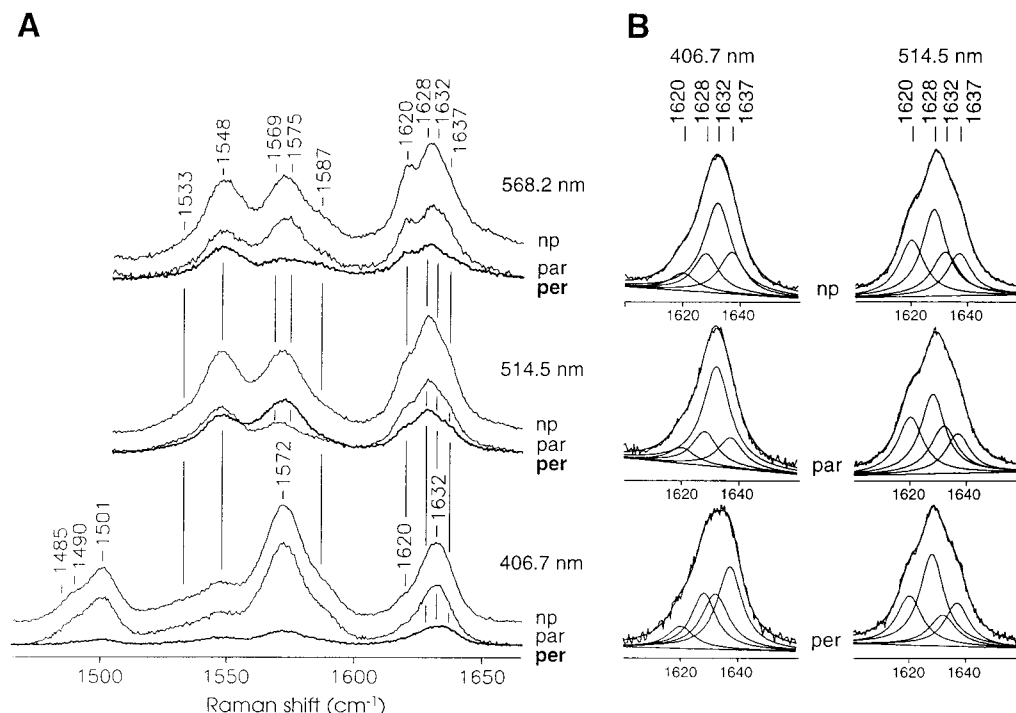 A
1533
1548
1569
1575
1587
1620
1628
1632
1637
568.2 nm
np
par
per
514.5 nm
np
par
per
1485
1490
1501
1572
1620
1632
406.7 nm
np
par
per
1500 1550 1600 1650
Raman shift (cm-1)
B
406.7 nm 514.5 nm
1620 1628 1632 1637 1620 1628 1632 1637
np
1620 1640 1620 1640
par
1620 1640 1620 1640
per
1620 1640 1620 1640